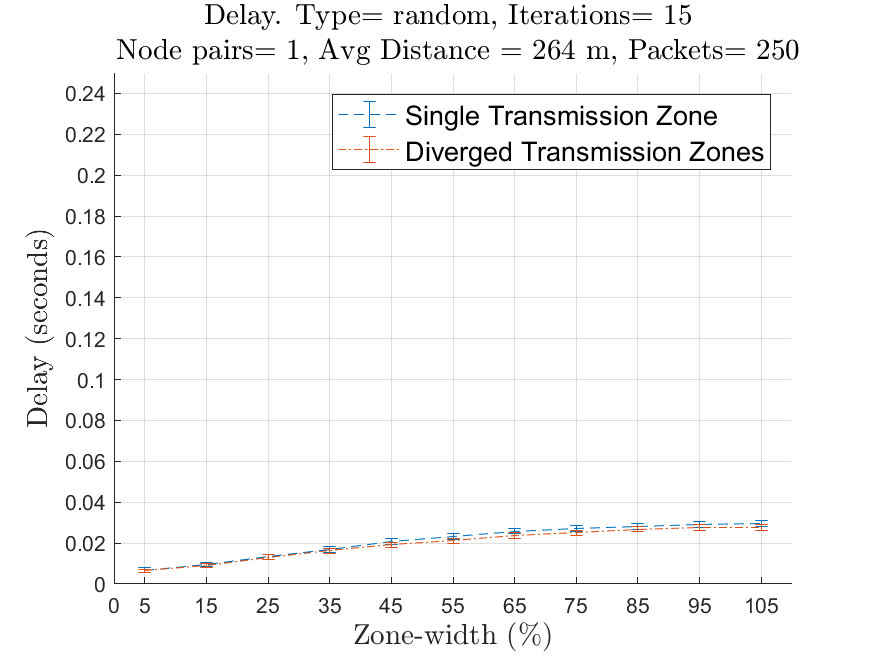 Delay. Type= random, Iterations= 15
Node pairs= 1, Avg Distance = 264 m, Packets= 250
Single Transmission Zone
Diverged Transmission Zones
Delay (seconds)
0.24
0.22
0.2
0.18
0.16
0.14
0.12
0.1
0.08
0.06
0.04
0.02
0
0 5 15 25 35 45 55 65 75 85 95 105
Zone-width (%)